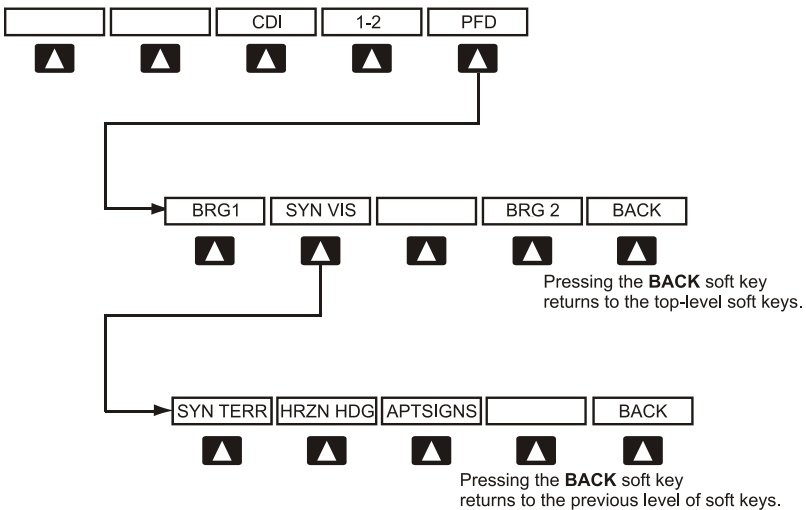 CDI 1-2 PFD
BRG1 SYN VIS BRG 2 BACK
Pressing the BACK soft key
returns to the top-level soft keys.
SYN TERR HRZN HDG APTSIGNS BACK
Pressing the BACK soft key
returns to the previous level of soft keys.